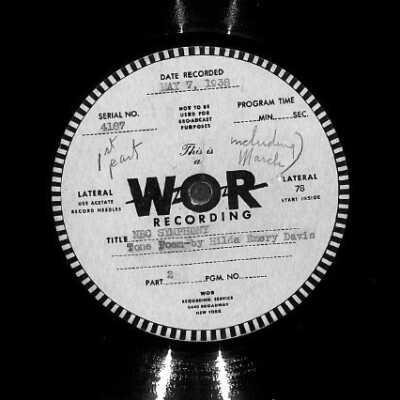 DATE RECORDED
MAY 7, 1938
SERIAL NO.
4187
NOT TO BE
USED FOR
BROADCAST
PURPOSES
PROGRAM TIME
MIN. SEC.
1st
part
This is
a
including
March)
LATERAL
USE ACETATE
RECORD NEEDLES
WOR
RECORDING
LATERAL
78
START INSIDE
TITLE NBC SYMPHONY
Tone Poem-by Hilda Emery Davis
PART 2 PGM. NO.
WOR
RECORDING SERVICE
1440 BROADWAY
NEW YORK